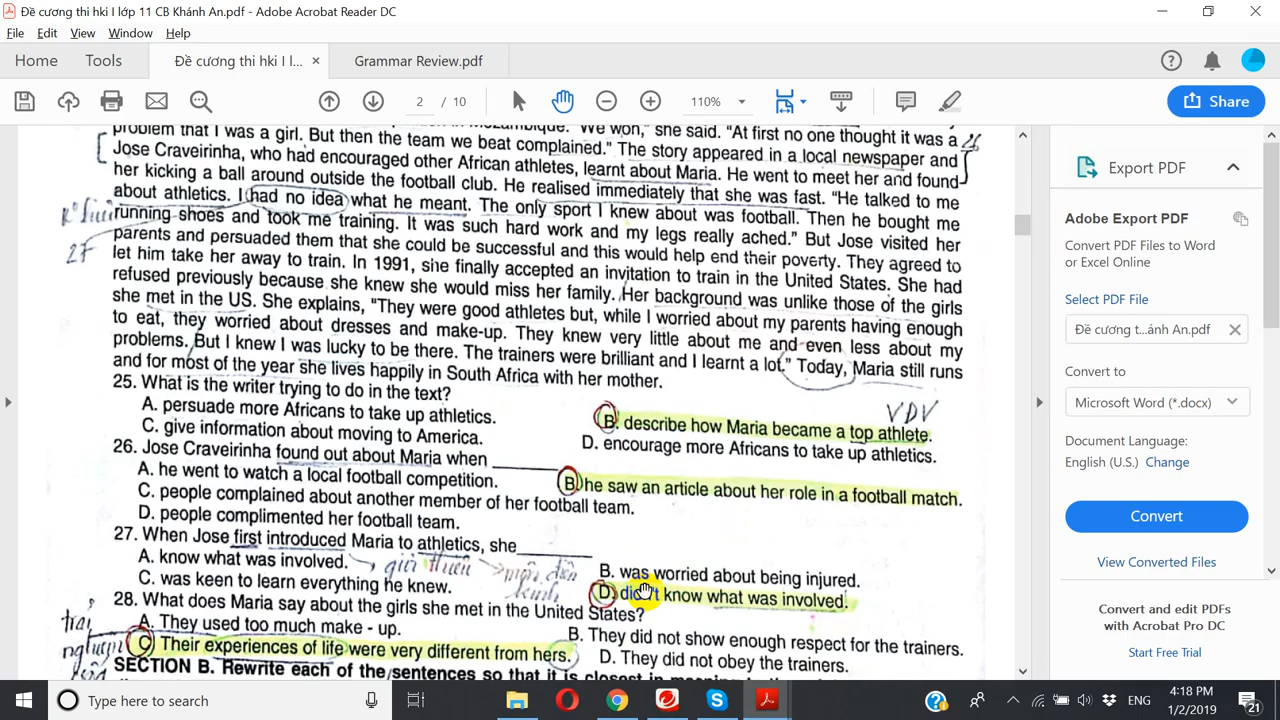 Đề cương thi hki I lớp 11 CB Khánh An.pdf - Adobe Acrobat Reader DC
File Edit View Window Help
Home Tools Đề cương thi hki I l... × Grammar Review.pdf
2 / 10 110% Share
problem that I was a girl. But then the team we beat complained." The story appeared in a local newspaper and
Jose Craveirinha, who had encouraged other African athletes, learnt about Maria. He went to meet her and found
her kicking a ball around outside the football club. He realised immediately that she was fast. "He talked to me
about athletics. I had no idea what he meant. The only sport I knew about was football. Then he bought me
running shoes and took me training. It was such hard work and my legs really ached." But Jose visited her
parents and persuaded them that she could be successful and this would help end their poverty. They agreed to
let him take her away to train. In 1991, she finally accepted an invitation to train in the United States. She had
refused previously because she knew she would miss her family. Her background was unlike those of the girls
she met in the US. She explains, "They were good athletes but, while I worried about my parents having enough
to eat, they worried about dresses and make-up. They knew very little about me and even less about my
problems. But I knew I was lucky to be there. The trainers were brilliant and I learnt a lot." Today, Maria still runs
and for most of the year she lives happily in South Africa with her mother.
26
27
25. What is the writer trying to do in the text?
VDV
A. persuade more Africans to take up athletics. B. describe how Maria became a top athlete.
C. give information about moving to America. D. encourage more Africans to take up athletics.
26. Jose Craveirinha found out about Maria when ________
A. he went to watch a local football competition. B. he saw an article about her role in a football match.
C. people complained about another member of her football team.
D. people complimented her football team.
27. When Jose first introduced Maria to athletics, she________
A. know what was involved. B. was worried about being injured.
giới thiệu
điền kinh
C. was keen to learn everything he knew. D. didn't know what was involved.
28. What does Maria say about the girls she met in the United States?
A. They used too much make - up. B. They did not show enough respect for the trainers.
trải nghiệm
C. Their experiences of life were very different from hers. D. They did not obey the trainers.
SECTION B. Rewrite each of the sentences so that it is closest in meaning
Export PDF
Adobe Export PDF
Convert PDF Files to Word
or Excel Online
Select PDF File
Đề cương t...ánh An.pdf ×
Convert to
Microsoft Word (*.docx)
Document Language:
English (U.S.) Change
Convert
View Converted Files
Convert and edit PDFs
with Acrobat Pro DC
Start Free Trial
Type here to search
ENG
4:18 PM
1/2/2019
21